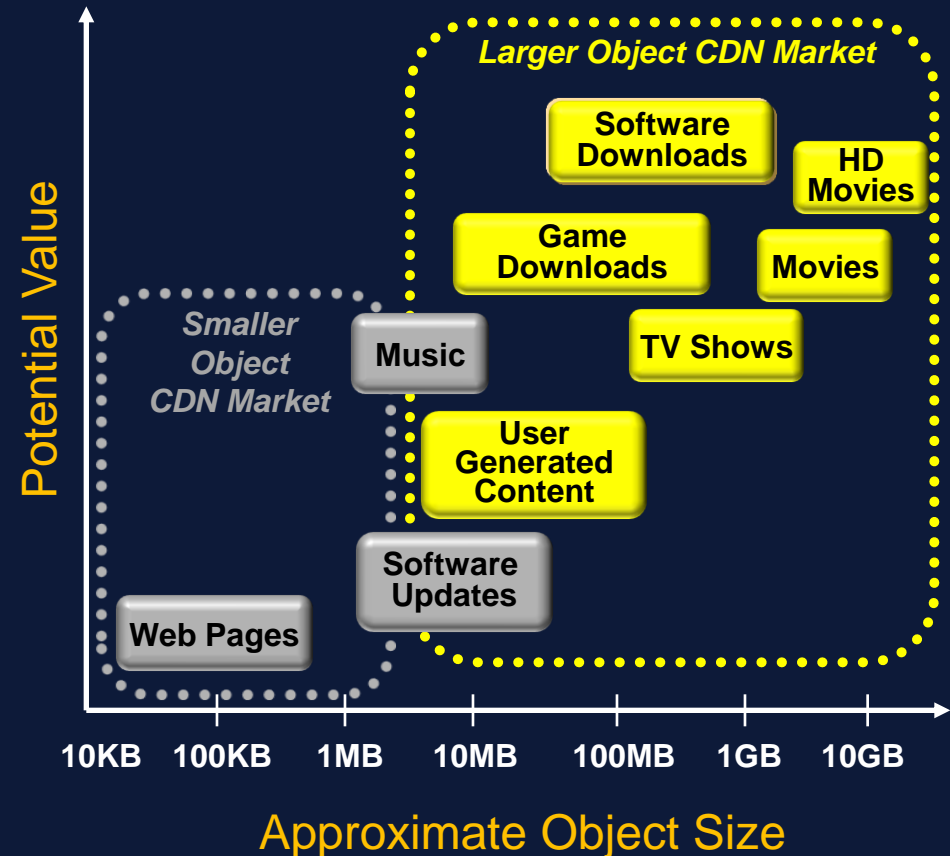 Larger Object CDN Market
Software
Downloads
HD
Movies
Game
Downloads
Movies
Smaller
Object
CDN Market
Music
TV Shows
User
Generated
Content
Software
Updates
Web Pages
Potential Value
10KB 100KB 1MB 10MB 100MB 1GB 10GB
Approximate Object Size